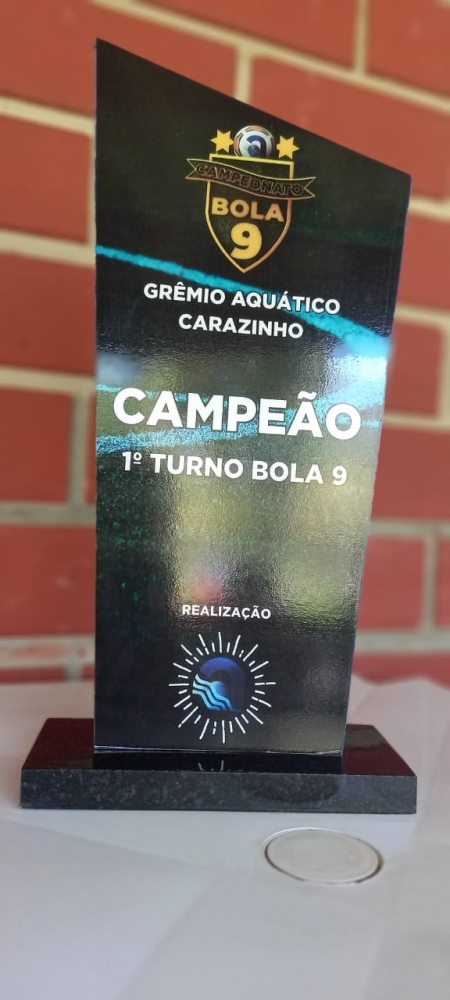 CAMPEONATO
BOLA
9
GRÊMIO AQUÁTICO
CARAZINHO
CAMPEÃO
1º TURNO BOLA 9
REALIZAÇÃO